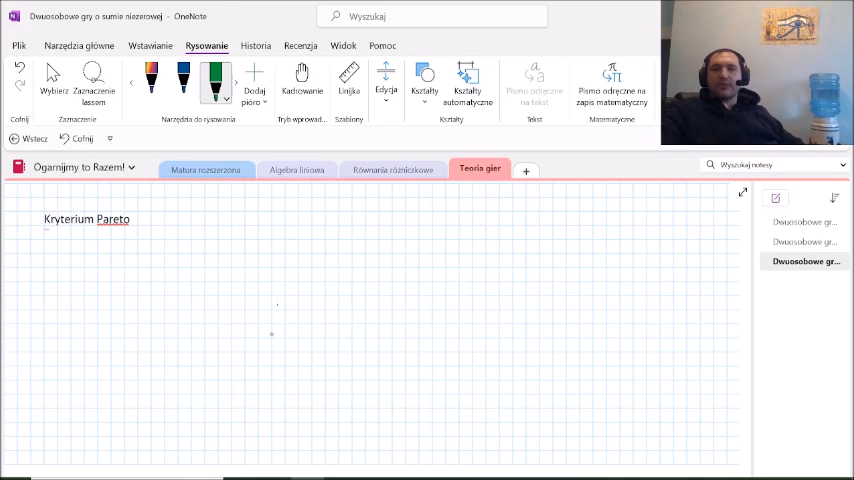 Dwuosobowe gry o sumie niezerowej - OneNote
Wyszukaj
Plik Narzędzia główne Wstawianie Rysowanie Historia Recenzja Widok Pomoc
Wybierz Zaznaczenie lassem
Dodaj pióro
Kadrowanie
Linijka
Edycja
Kształty Kształty automatyczne
Pismo odręczne na tekst
Pismo odręczne na zapis matematyczny
Cofnij Zaznaczenie Narzędzia do rysowania Tryb wprowad... Szablony Kształty Tekst Matematyczne
Wstecz Cofnij
Ogarnijmy to Razem! Matura rozszerzona Algebra liniowa Równania różniczkowe Teoria gier + Wyszukaj notesy
Kryterium Pareto
Dwuosobowe gr...
Dwuosobowe gr...
Dwuosobowe gr...